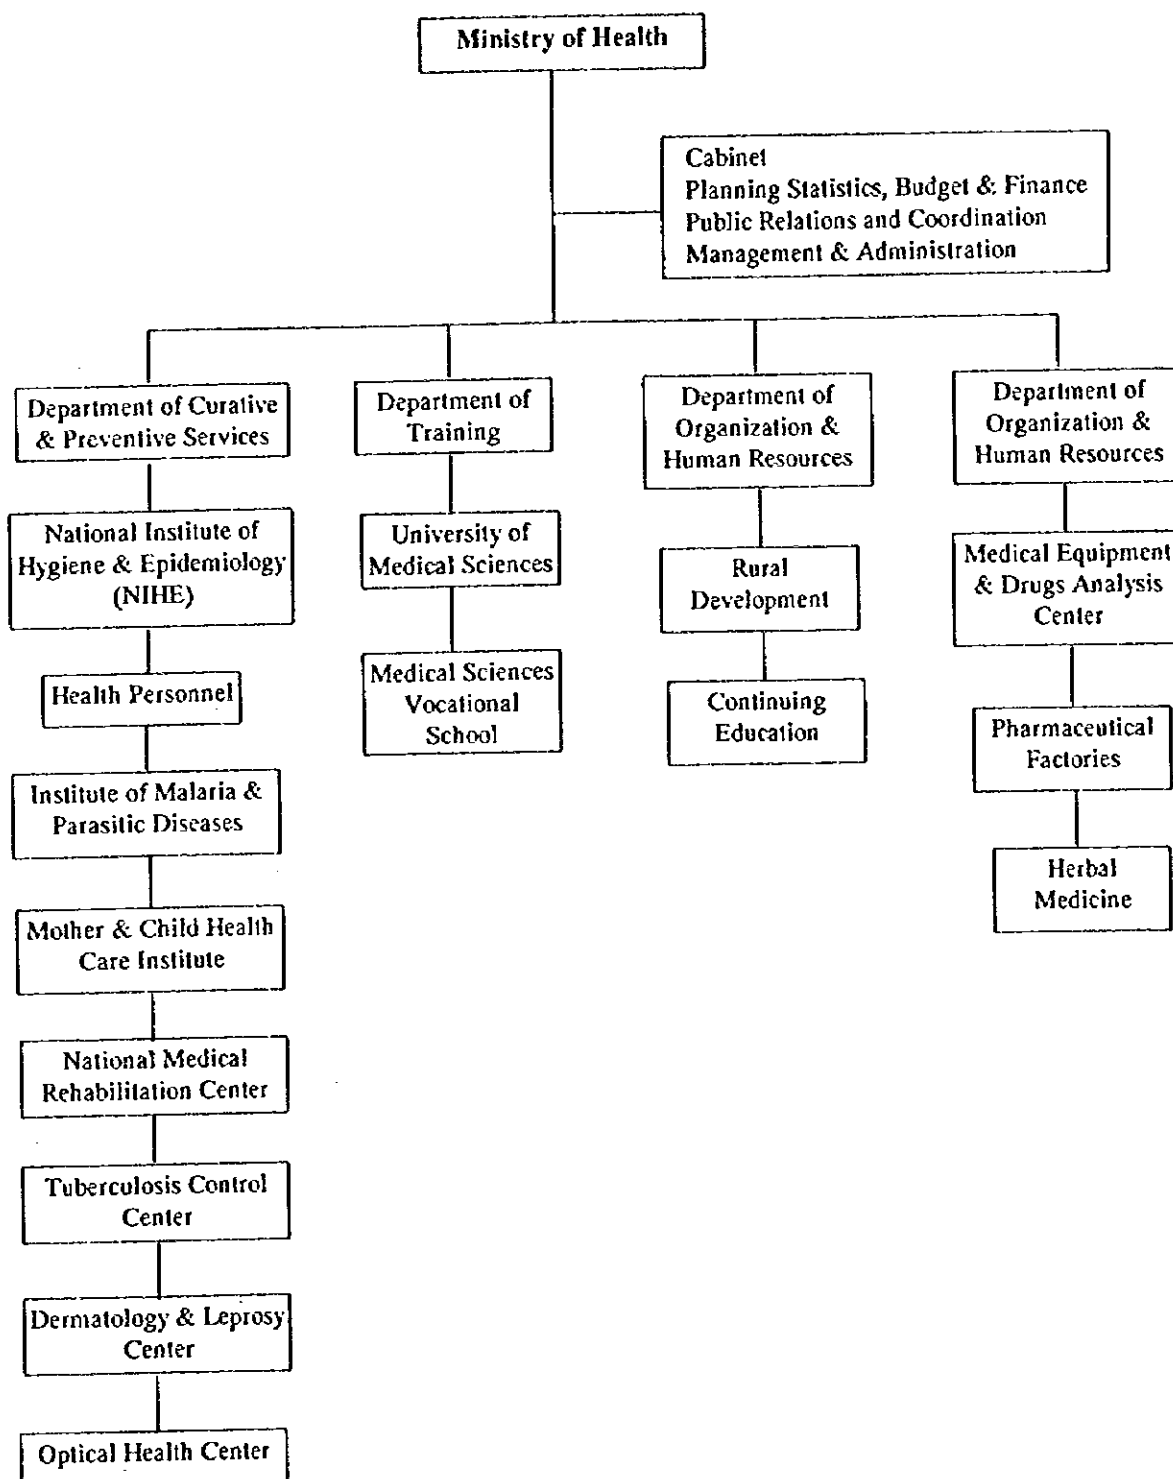 Ministry of Health
Cabinet
Planning Statistics, Budget & Finance
Public Relations and Coordination
Management & Administration
Department of Curative
& Preventive Services
National Institute of
Hygiene & Epidemiology
(NIHE)
Health Personnel
Institute of Malaria &
Parasitic Diseases
Mother & Child Health
Care Institute
National Medical
Rehabilitation Center
Tuberculosis Control
Center
Dermatology & Leprosy
Center
Optical Health Center
Department of
Training
University of
Medical Sciences
Medical Sciences
Vocational
School
Department of
Organization &
Human Resources
Rural
Development
Continuing
Education
Department of
Organization &
Human Resources
Medical Equipment
& Drugs Analysis
Center
Pharmaceutical
Factories
Herbal
Medicine